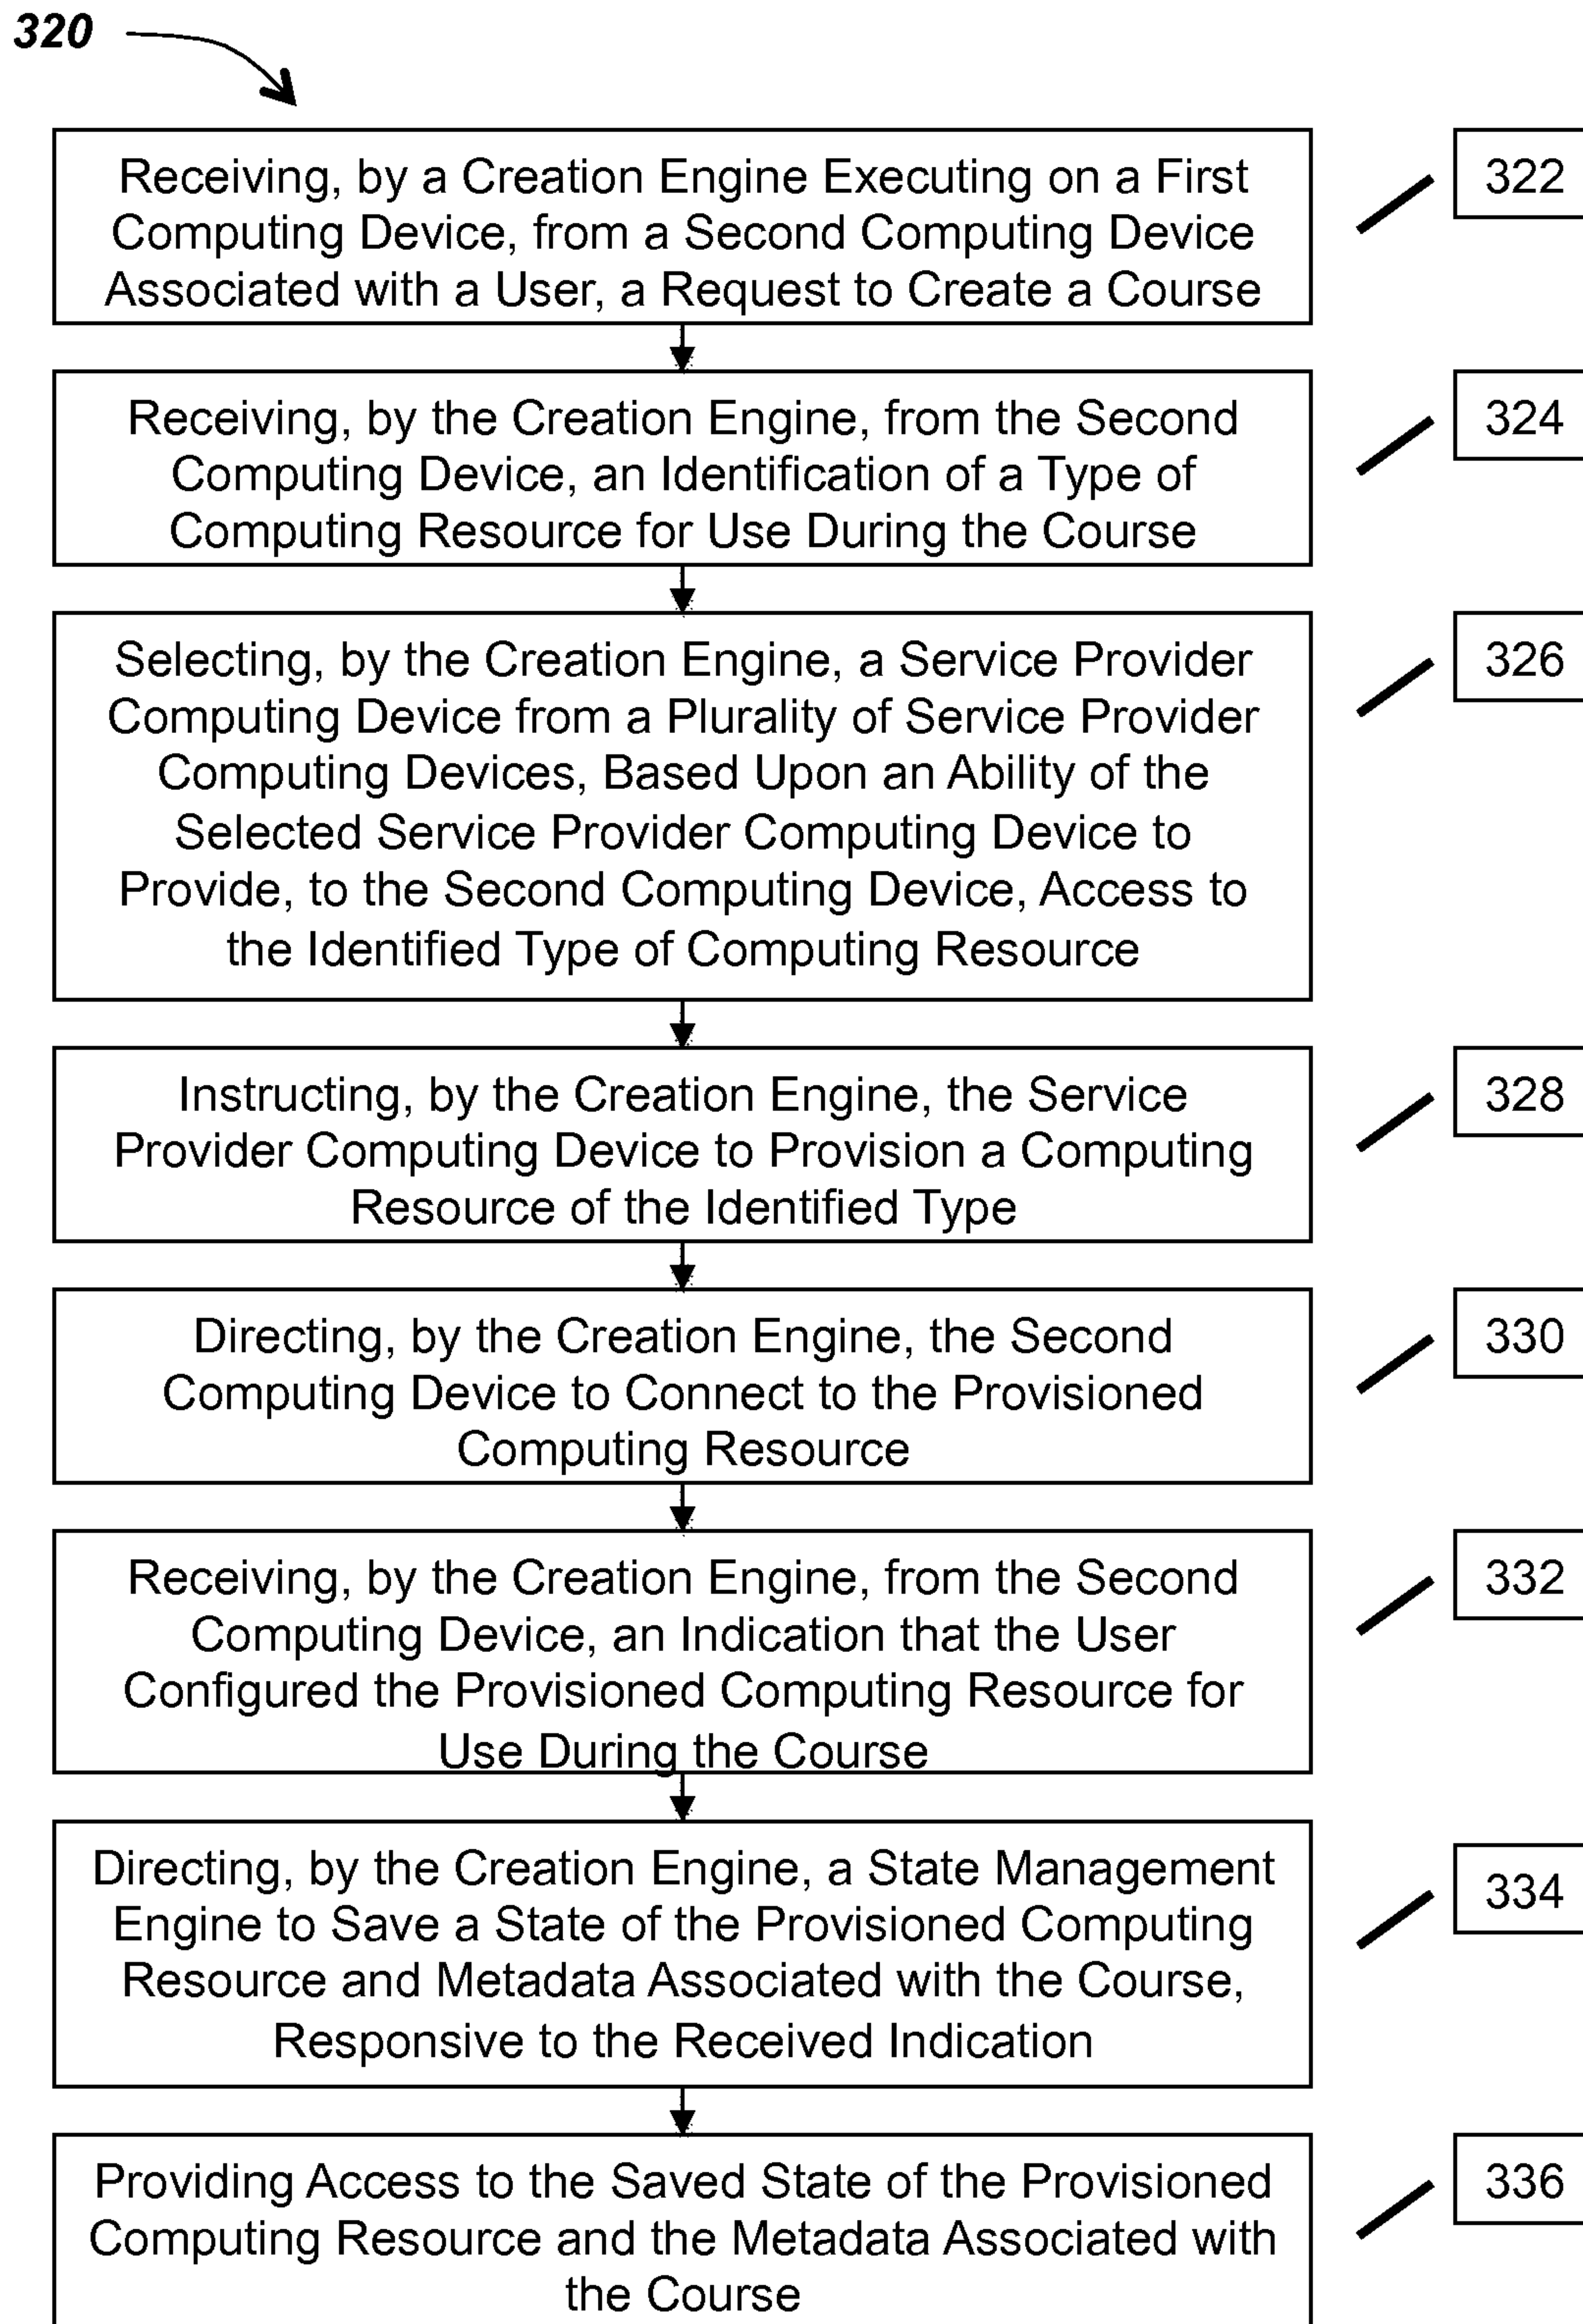 320
Receiving, by a Creation Engine Executing on a First
Computing Device, from a Second Computing Device
Associated with a User, a Request to Create a Course
322
Receiving, by the Creation Engine, from the Second
Computing Device, an Identification of a Type of
Computing Resource for Use During the Course
324
Selecting, by the Creation Engine, a Service Provider
Computing Device from a Plurality of Service Provider
Computing Devices, Based Upon an Ability of the
Selected Service Provider Computing Device to
Provide, to the Second Computing Device, Access to
the Identified Type of Computing Resource
326
Instructing, by the Creation Engine, the Service
Provider Computing Device to Provision a Computing
Resource of the Identified Type
328
Directing, by the Creation Engine, the Second
Computing Device to Connect to the Provisioned
Computing Resource
330
Receiving, by the Creation Engine, from the Second
Computing Device, an Indication that the User
Configured the Provisioned Computing Resource for
Use During the Course
332
Directing, by the Creation Engine, a State Management
Engine to Save a State of the Provisioned Computing
Resource and Metadata Associated with the Course,
Responsive to the Received Indication
334
Providing Access to the Saved State of the Provisioned
Computing Resource and the Metadata Associated with
the Course
336